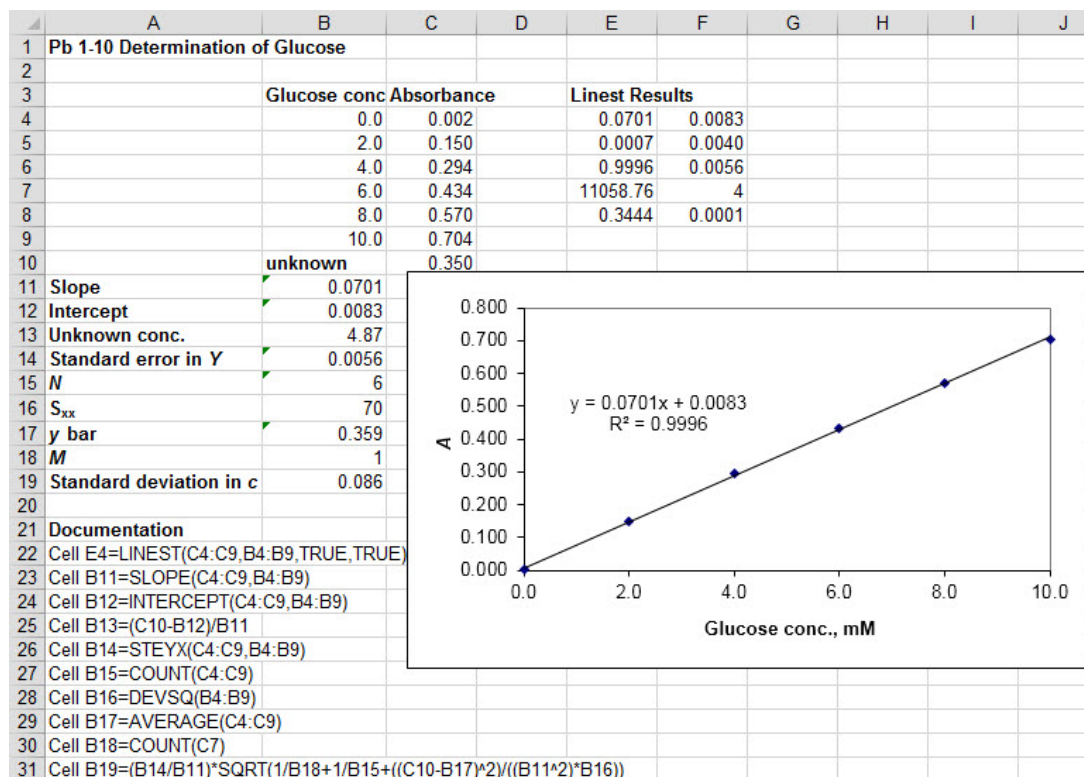 A B C D E F G H I J
1 Pb 1-10 Determination of Glucose
2
3 Glucose conc Absorbance Linest Results
4 0.0 0.002 0.0701 0.0083
5 2.0 0.150 0.0007 0.0040
6 4.0 0.294 0.9996 0.0056
7 6.0 0.434 11058.76 4
8 8.0 0.570 0.3444 0.0001
9 10.0 0.704
10 unknown 0.350
11 Slope 0.0701
12 Intercept 0.0083
13 Unknown conc. 4.87
14 Standard error in Y 0.0056
15 N 6
16 Sxx 70
17 y bar 0.359
18 M 1
19 Standard deviation in c 0.086
20
21 Documentation
22 Cell E4=LINEST(C4:C9,B4:B9,TRUE,TRUE)
23 Cell B11=SLOPE(C4:C9,B4:B9)
24 Cell B12=INTERCEPT(C4:C9,B4:B9)
25 Cell B13=(C10-B12)/B11
26 Cell B14=STEYX(C4:C9,B4:B9)
27 Cell B15=COUNT(C4:C9)
28 Cell B16=DEVSQ(B4:B9)
29 Cell B17=AVERAGE(C4:C9)
30 Cell B18=COUNT(C7)
31 Cell B19=(B14/B11)*SQRT(1/B18+1/B15+((C10-B17)^2)/((B11^2)*B16))
0.800
0.700
0.600
0.500
0.400
0.300
0.200
0.100
0.000
A
y = 0.0701x + 0.0083
R² = 0.9996
0.0 2.0 4.0 6.0 8.0 10.0
Glucose conc., mM